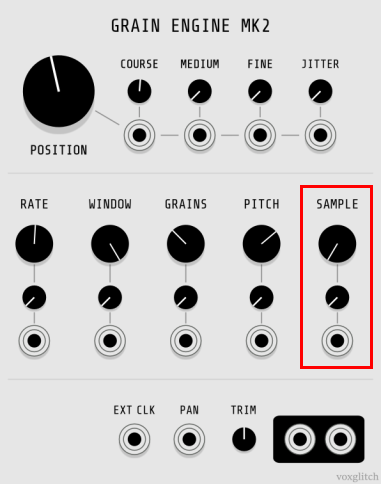 GRAIN ENGINE MK2
COURSE MEDIUM FINE JITTER
POSITION
RATE WINDOW GRAINS PITCH SAMPLE
EXT CLK PAN TRIM
voxglitch